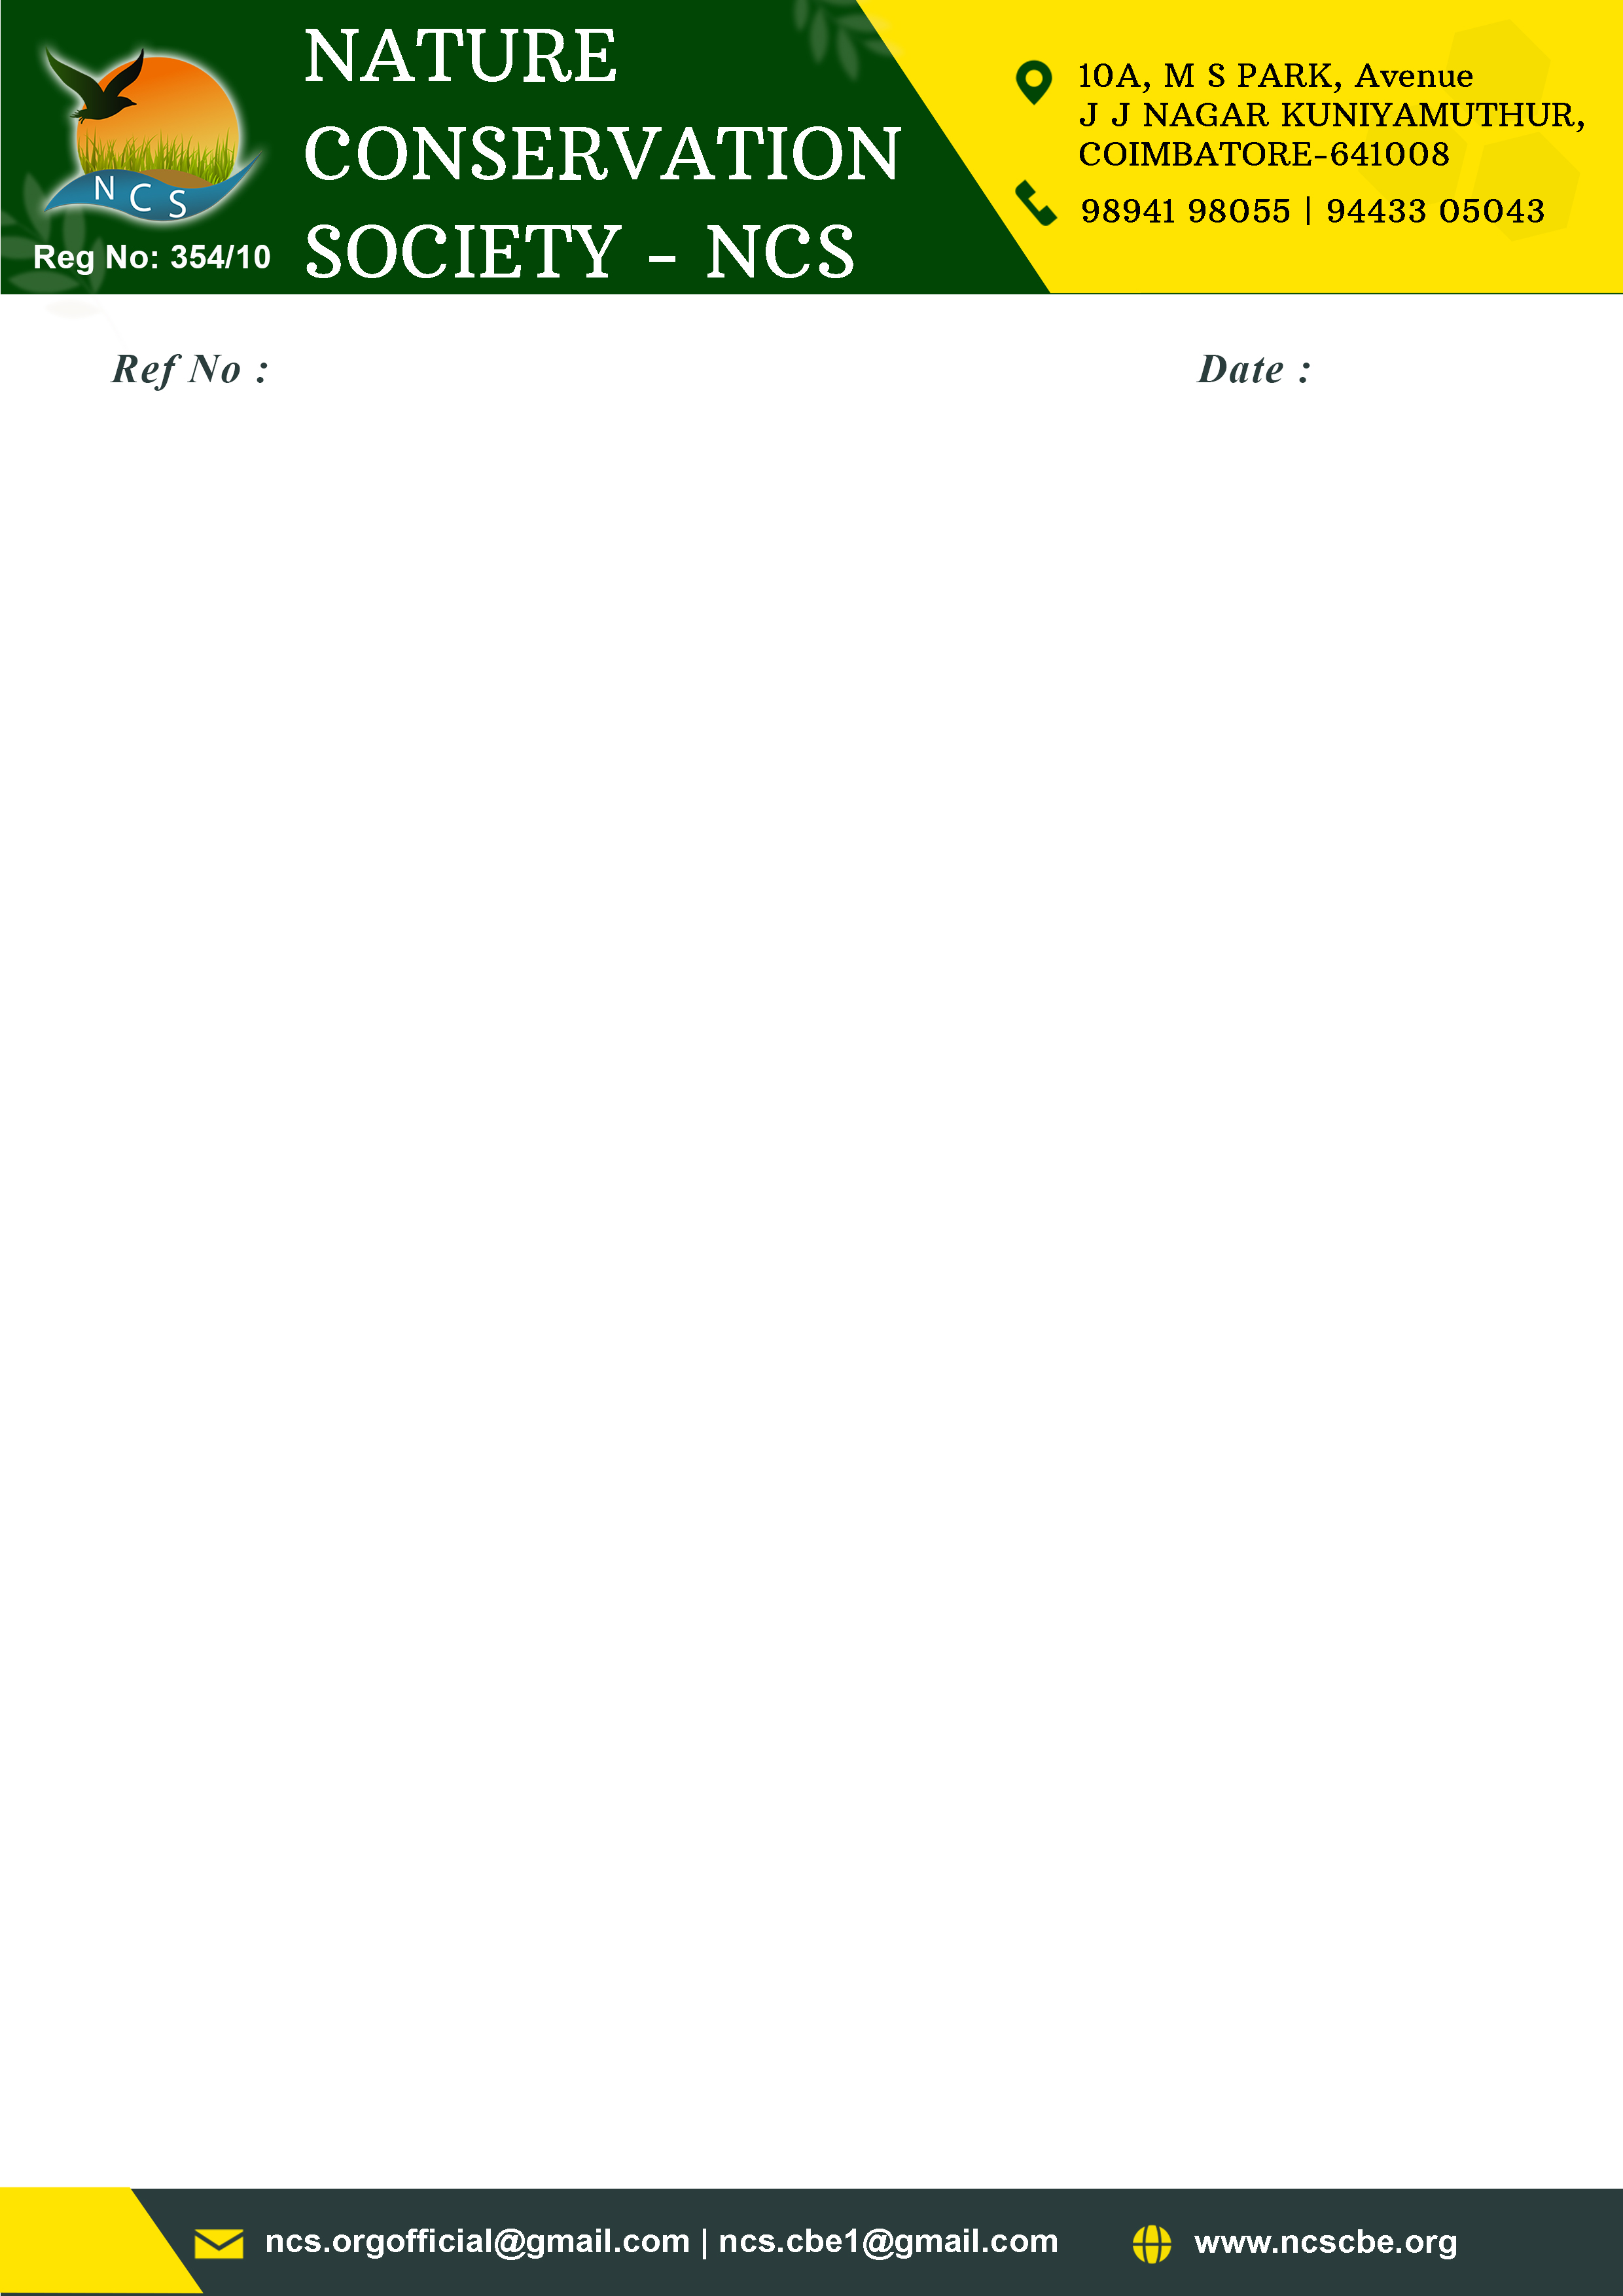 NATURE
CONSERVATION
SOCIETY - NCS
N C S
Reg No: 354/10
10A, M S PARK, Avenue
J J NAGAR KUNIYAMUTHUR,
COIMBATORE-641008
98941 98055 | 94433 05043
Ref No :
Date :
ncs.orgofficial@gmail.com | ncs.cbe1@gmail.com
www.ncscbe.org